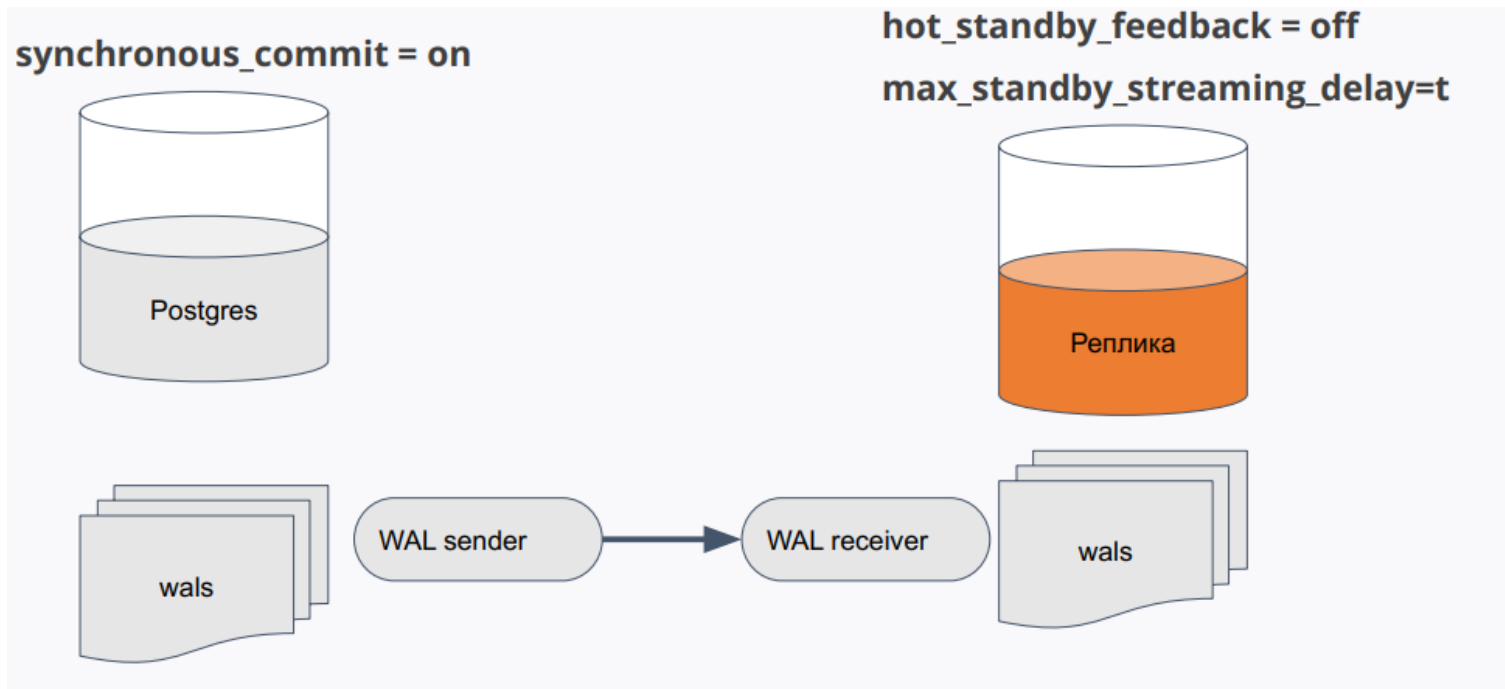 synchronous_commit = on
hot_standby_feedback = off
max_standby_streaming_delay=t
Postgres
Реплика
wals
WAL sender
WAL receiver
wals